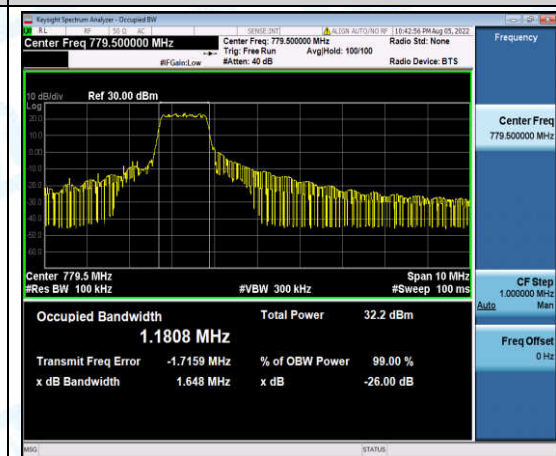 Keysight Spectrum Analyzer - Occupied BW
RL RF 50 Ω AC SENSE:INT ALIGN AUTO/NO RF 10:42:56 PM Aug 05, 2022
Center Freq 779.500000 MHz Center Freq: 779.500000 MHz Radio Std: None Frequency
Trig: Free Run Avg|Hold: 100/100
#IFGain:Low #Atten: 40 dB Radio Device: BTS
10 dB/div Ref 30.00 dBm
Log
20.0
10.0
0.00
-10.0
-20.0
-30.0
-40.0
-50.0
-60.0
Center Freq
779.500000 MHz
Center 779.5 MHz Span 10 MHz
#Res BW 100 kHz #VBW 300 kHz #Sweep 100 ms
CF Step
1.000000 MHz
Auto Man
Occupied Bandwidth Total Power 32.2 dBm
1.1808 MHz
Freq Offset
0 Hz
Transmit Freq Error -1.7159 MHz % of OBW Power 99.00 %
x dB Bandwidth 1.648 MHz x dB -26.00 dB
MSG STATUS